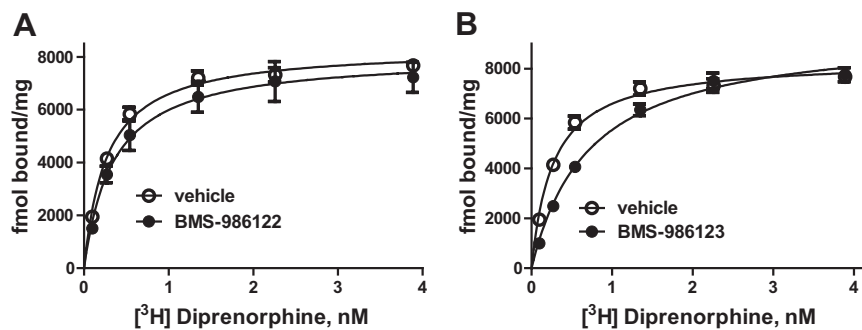 A
fmol bound/mg
8000
6000
4000
2000
0
vehicle
BMS-986122
0 1 2 3 4
[³H] Diprenorphine, nM
B
fmol bound/mg
8000
6000
4000
2000
0
vehicle
BMS-986123
0 1 2 3 4
[³H] Diprenorphine, nM